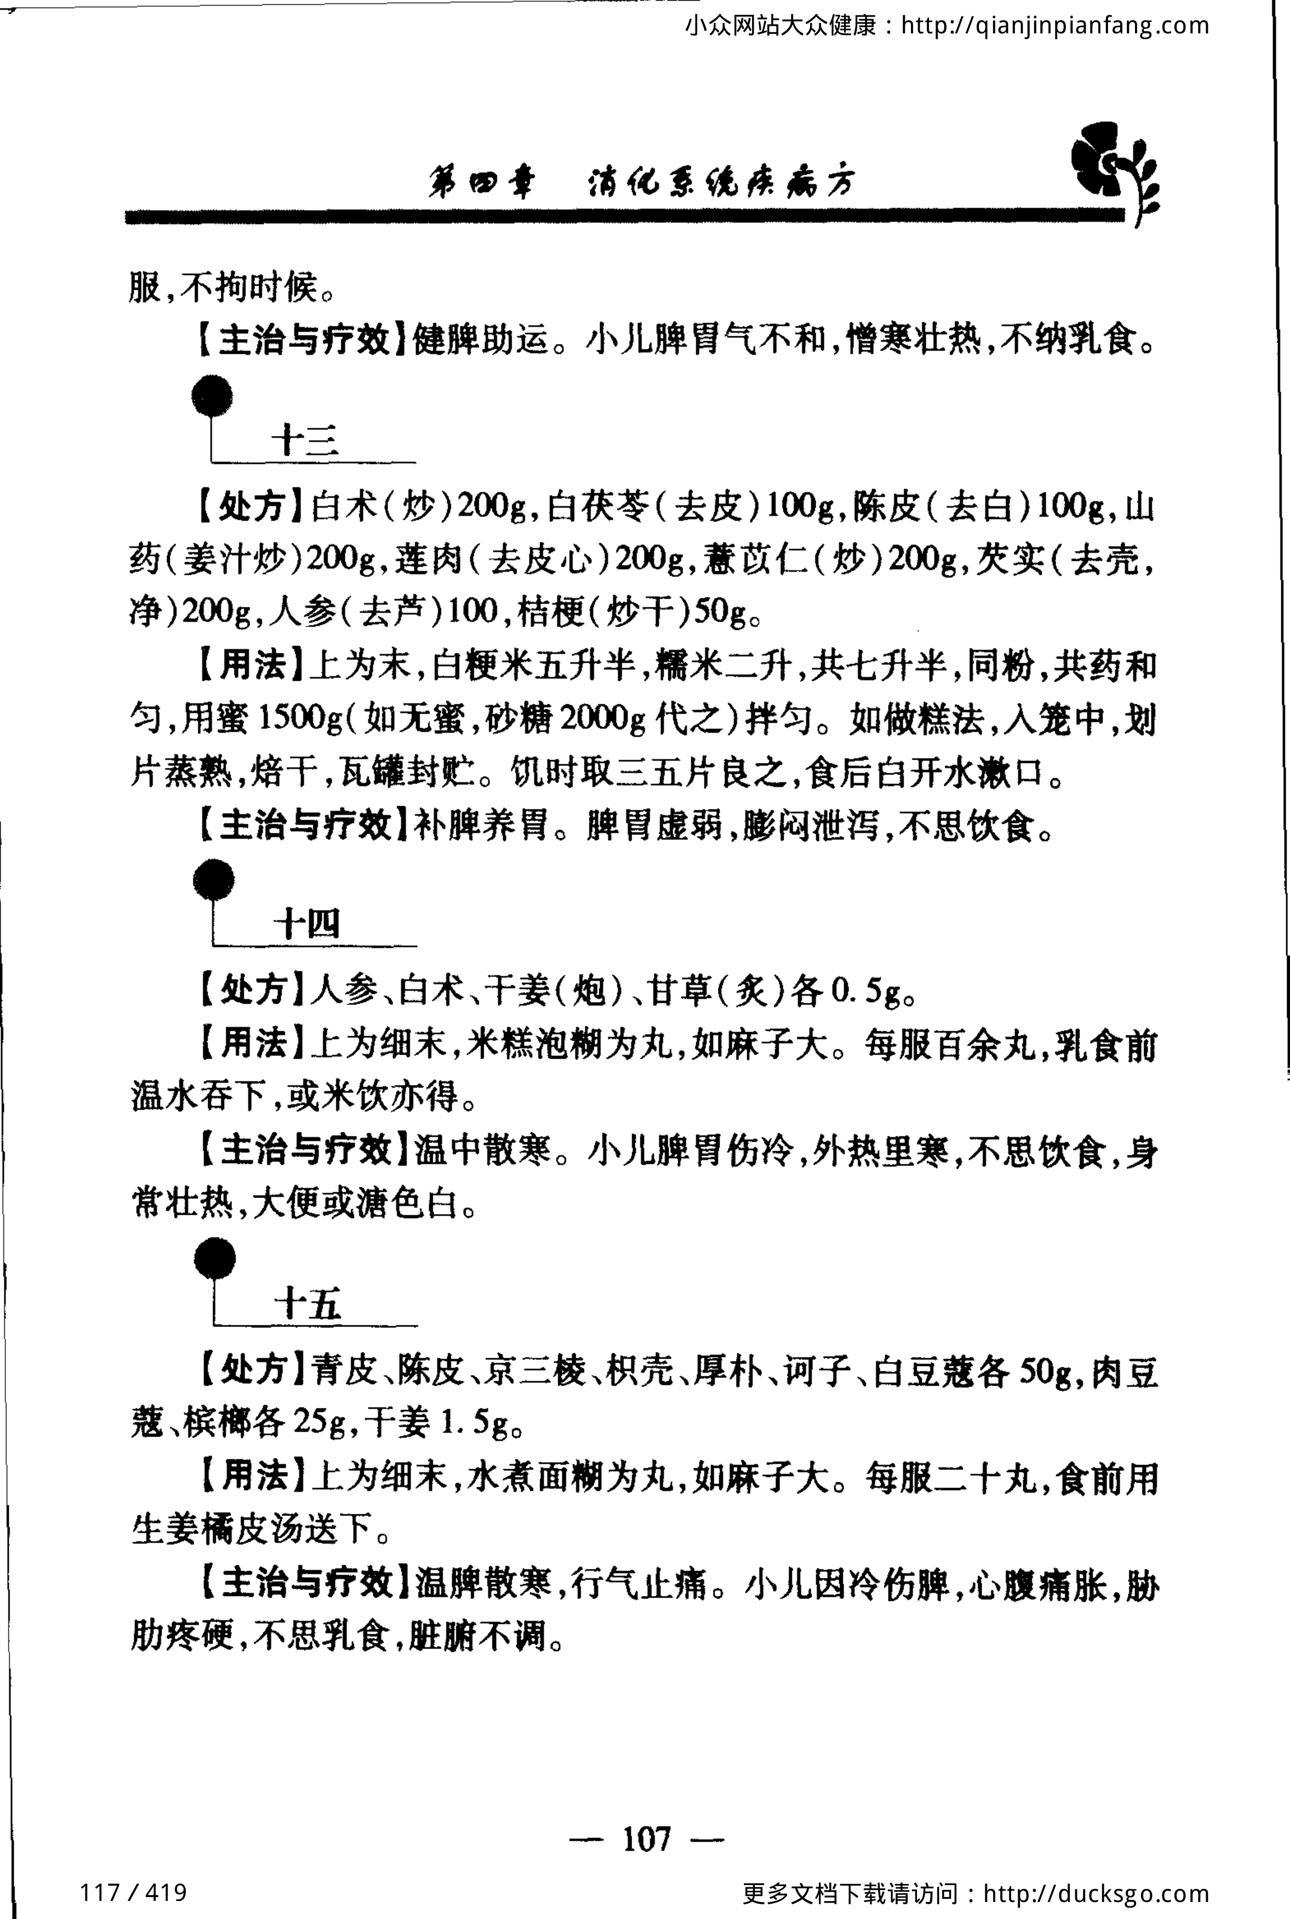 小众网站大众健康：http://qianjinpianfang.com
第四章 消化系统疾病方
服,不拘时候。
【主治与疗效】健脾助运。小儿脾胃气不和,憎寒壮热,不纳乳食。
十三
【处方】白术(炒)200g,白茯苓(去皮)100g,陈皮(去白)100g,山
药(姜汁炒)200g,莲肉(去皮心)200g,薏苡仁(炒)200g,芡实(去壳,
净)200g,人参(去芦)100,桔梗(炒干)50g。
【用法】上为末,白粳米五升半,糯米二升,共七升半,同粉,共药和
匀,用蜜1500g(如无蜜,砂糖2000g代之)拌匀。如做糕法,入笼中,划
片蒸熟,焙干,瓦罐封贮。饥时取三五片良之,食后白开水漱口。
【主治与疗效】补脾养胃。脾胃虚弱,膨闷泄泻,不思饮食。
十四
【处方】人参、白术、干姜(炮)、甘草(炙)各0.5g。
【用法】上为细末,米糕泡糊为丸,如麻子大。每服百余丸,乳食前
温水吞下,或米饮亦得。
【主治与疗效】温中散寒。小儿脾胃伤冷,外热里寒,不思饮食,身
常壮热,大便或溏色白。
十五
【处方】青皮、陈皮、京三棱、枳壳、厚朴、诃子、白豆蔻各50g,肉豆
蔻、槟榔各25g,干姜1.5g。
【用法】上为细末,水煮面糊为丸,如麻子大。每服二十丸,食前用
生姜橘皮汤送下。
【主治与疗效】温脾散寒,行气止痛。小儿因冷伤脾,心腹痛胀,胁
肋疼硬,不思乳食,脏腑不调。
— 107 —
117 / 419
更多文档下载请访问：http://ducksgo.com